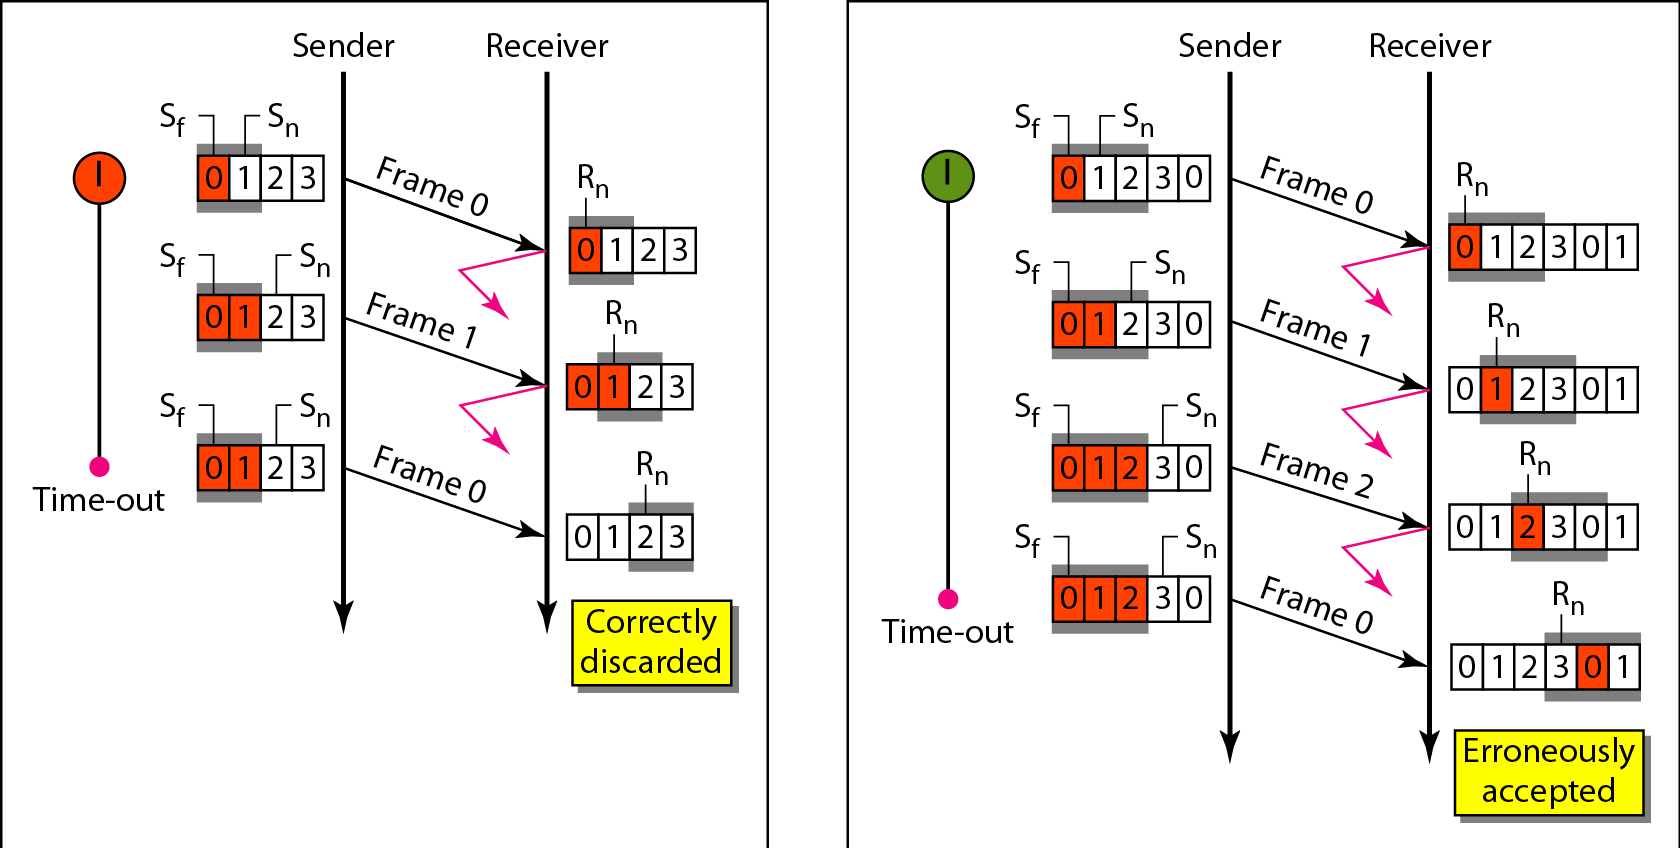 Sender Receiver
Sf Sn
0 1 2 3
Frame 0
Rn
0 1 2 3
Sf Sn
0 1 2 3
Frame 1
Rn
0 1 2 3
Sf Sn
0 1 2 3
Frame 0
Rn
0 1 2 3
Time-out
Correctly
discarded
Sender Receiver
Sf Sn
0 1 2 3 0
Frame 0
Rn
0 1 2 3 0 1
Sf Sn
0 1 2 3 0
Frame 1
Rn
0 1 2 3 0 1
Sf Sn
0 1 2 3 0
Frame 2
Rn
0 1 2 3 0 1
Sf Sn
0 1 2 3 0
Frame 0
Rn
0 1 2 3 0 1
Time-out
Erroneously
accepted